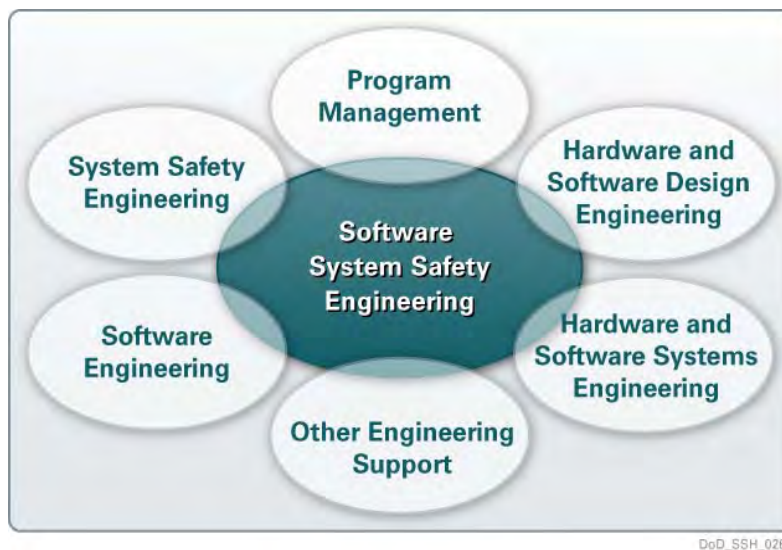 Program
Management
System Safety
Engineering
Hardware and
Software Design
Engineering
Software
System Safety
Engineering
Software
Engineering
Hardware and
Software Systems
Engineering
Other Engineering
Support